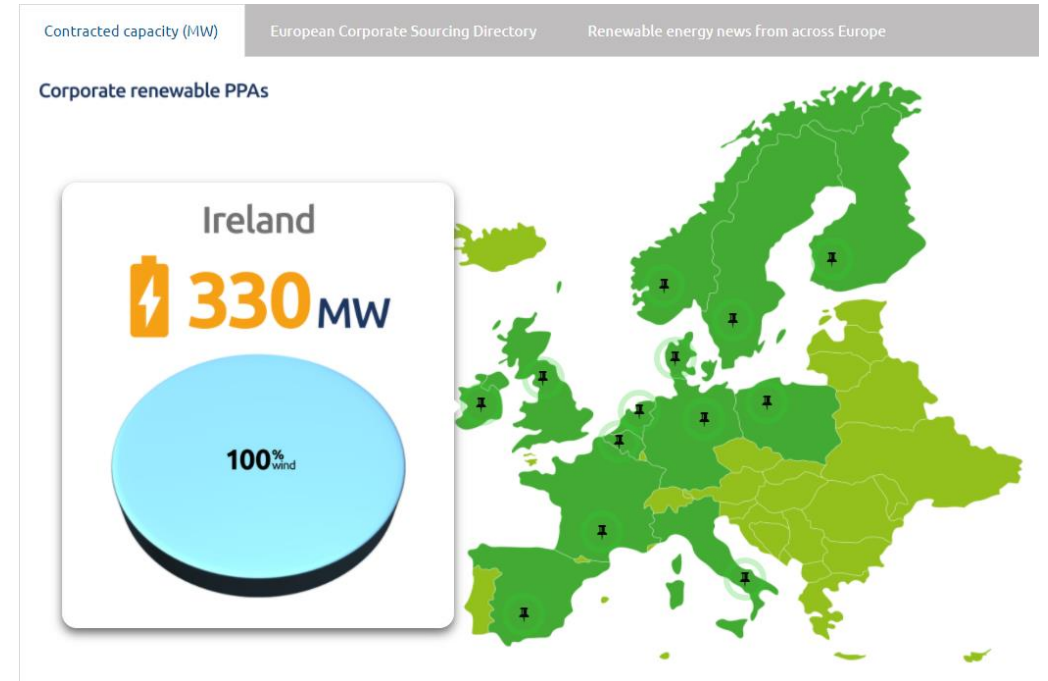 Contracted capacity (MW) European Corporate Sourcing Directory Renewable energy news from across Europe
Corporate renewable PPAs
Ireland
330 MW
100% wind